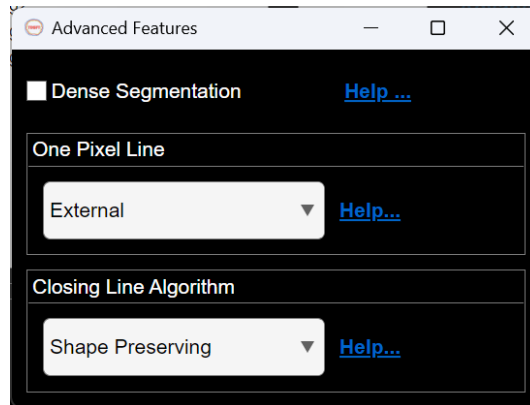 Advanced Features
Dense Segmentation Help ...
One Pixel Line
External Help...
Closing Line Algorithm
Shape Preserving Help...